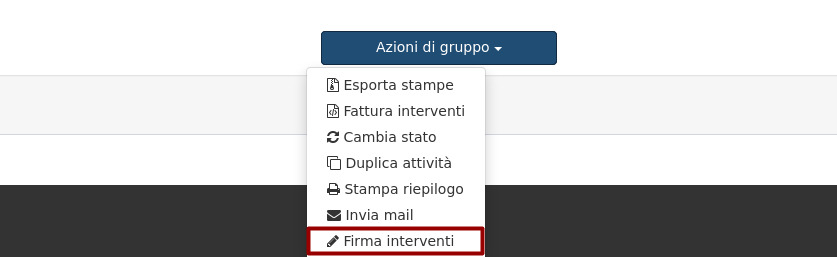 Azioni di gruppo
Esporta stampe
Fattura interventi
Cambia stato
Duplica attività
Stampa riepilogo
Invia mail
Firma interventi